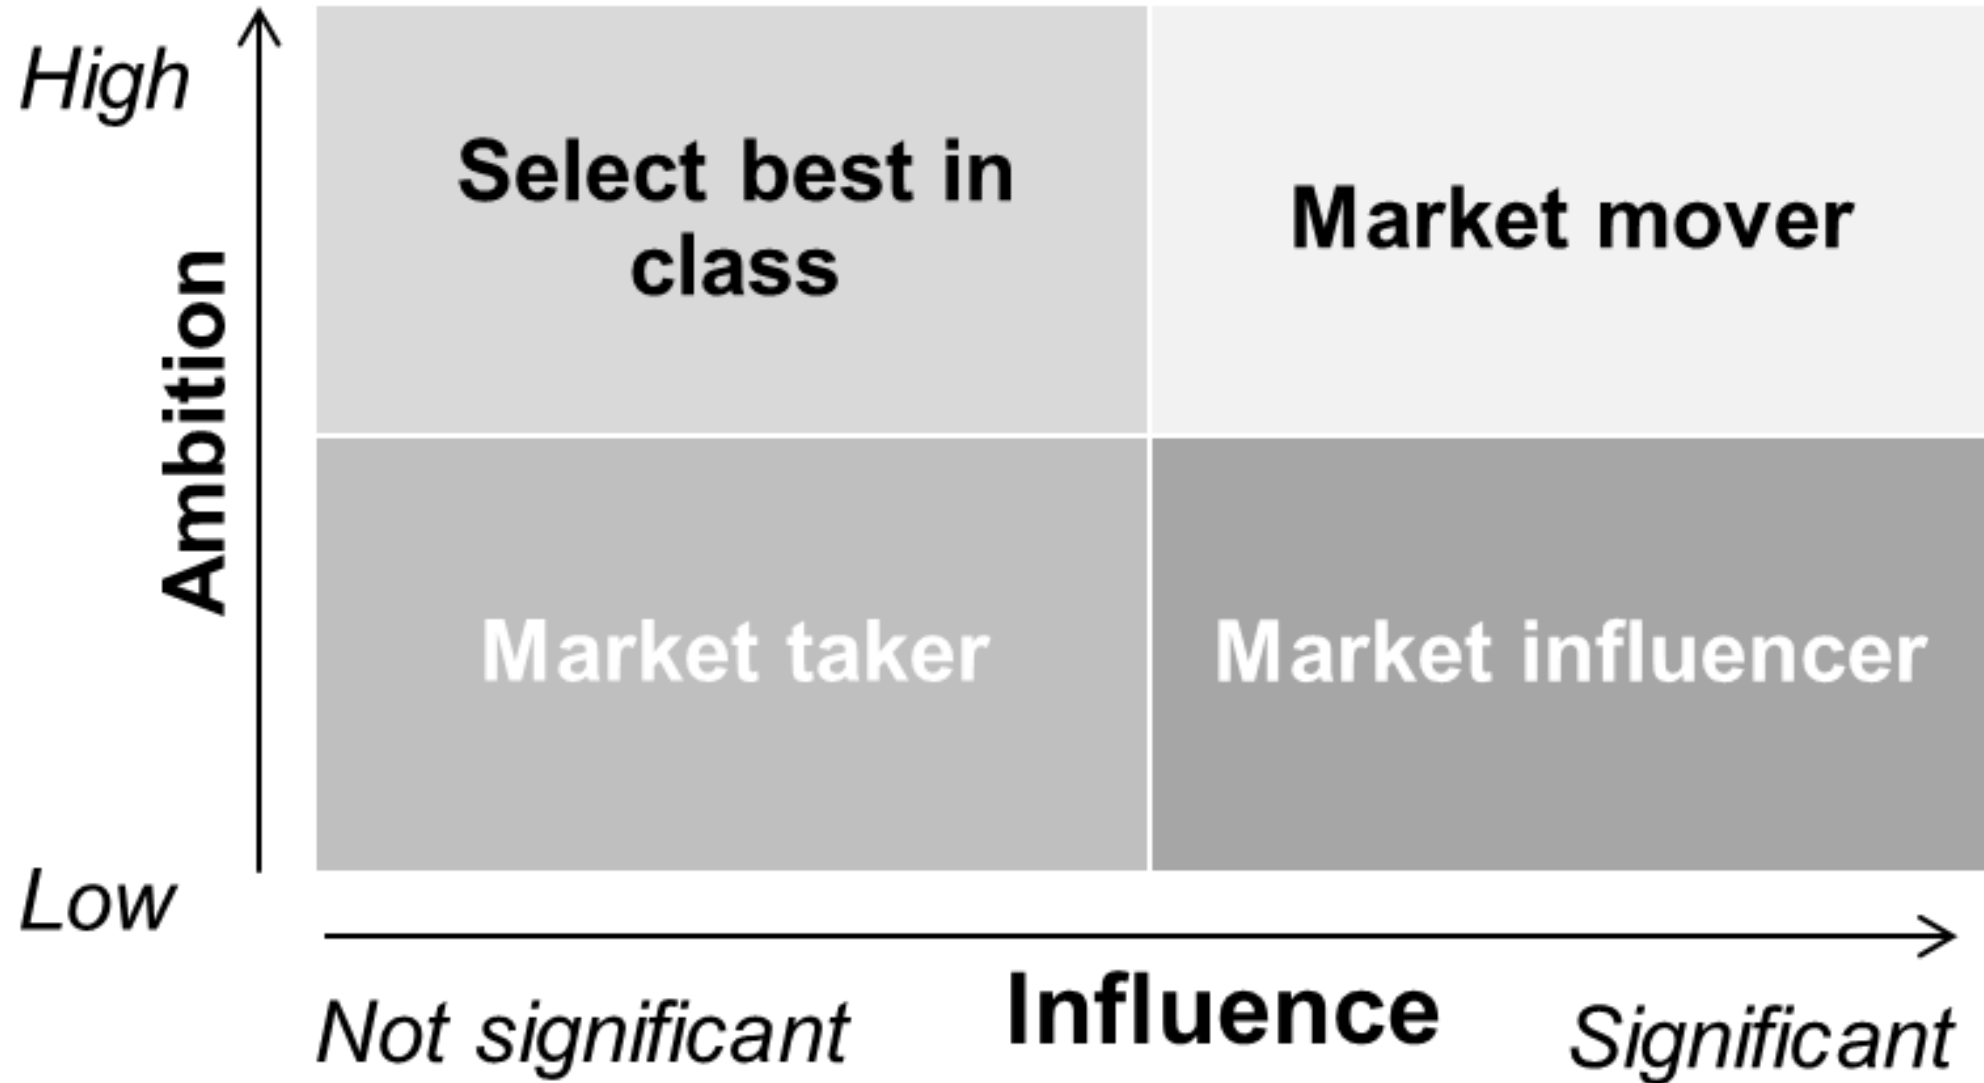 High
Select best in
class
Market mover
Ambition
Market taker
Market influencer
Low
Not significant
Influence
Significant